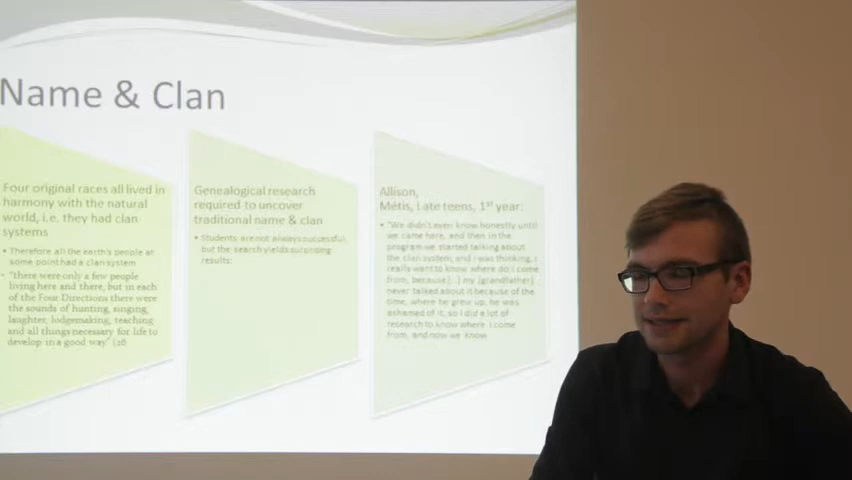 Name & Clan
Four original races all lived in
harmony with the natural
world, i.e. they had clan
systems
• Therefore all the earth's people at
some point had a clan system
• "there were only a few people
living here and there, but in each
of the Four Directions there were
the sounds of hunting, singing,
laughter, lodgemaking, teaching
and all things necessary for life to
develop in a good way" (26
Genealogical research
required to uncover
traditional name & clan
• Students are not always successful,
but the search yields surprising
results:
Allison,
Métis, Late teens, 1st year:
• "We didn't ever know honestly until
we came here, and then in the
program we started talking about
the clan system, and I was thinking, I
really want to know where do I come
from, because[...] my [grandfather]
never talked about it because of the
time, where he grew up, he was
ashamed of it, so I did a lot of
research to know where I come
from, and now we know